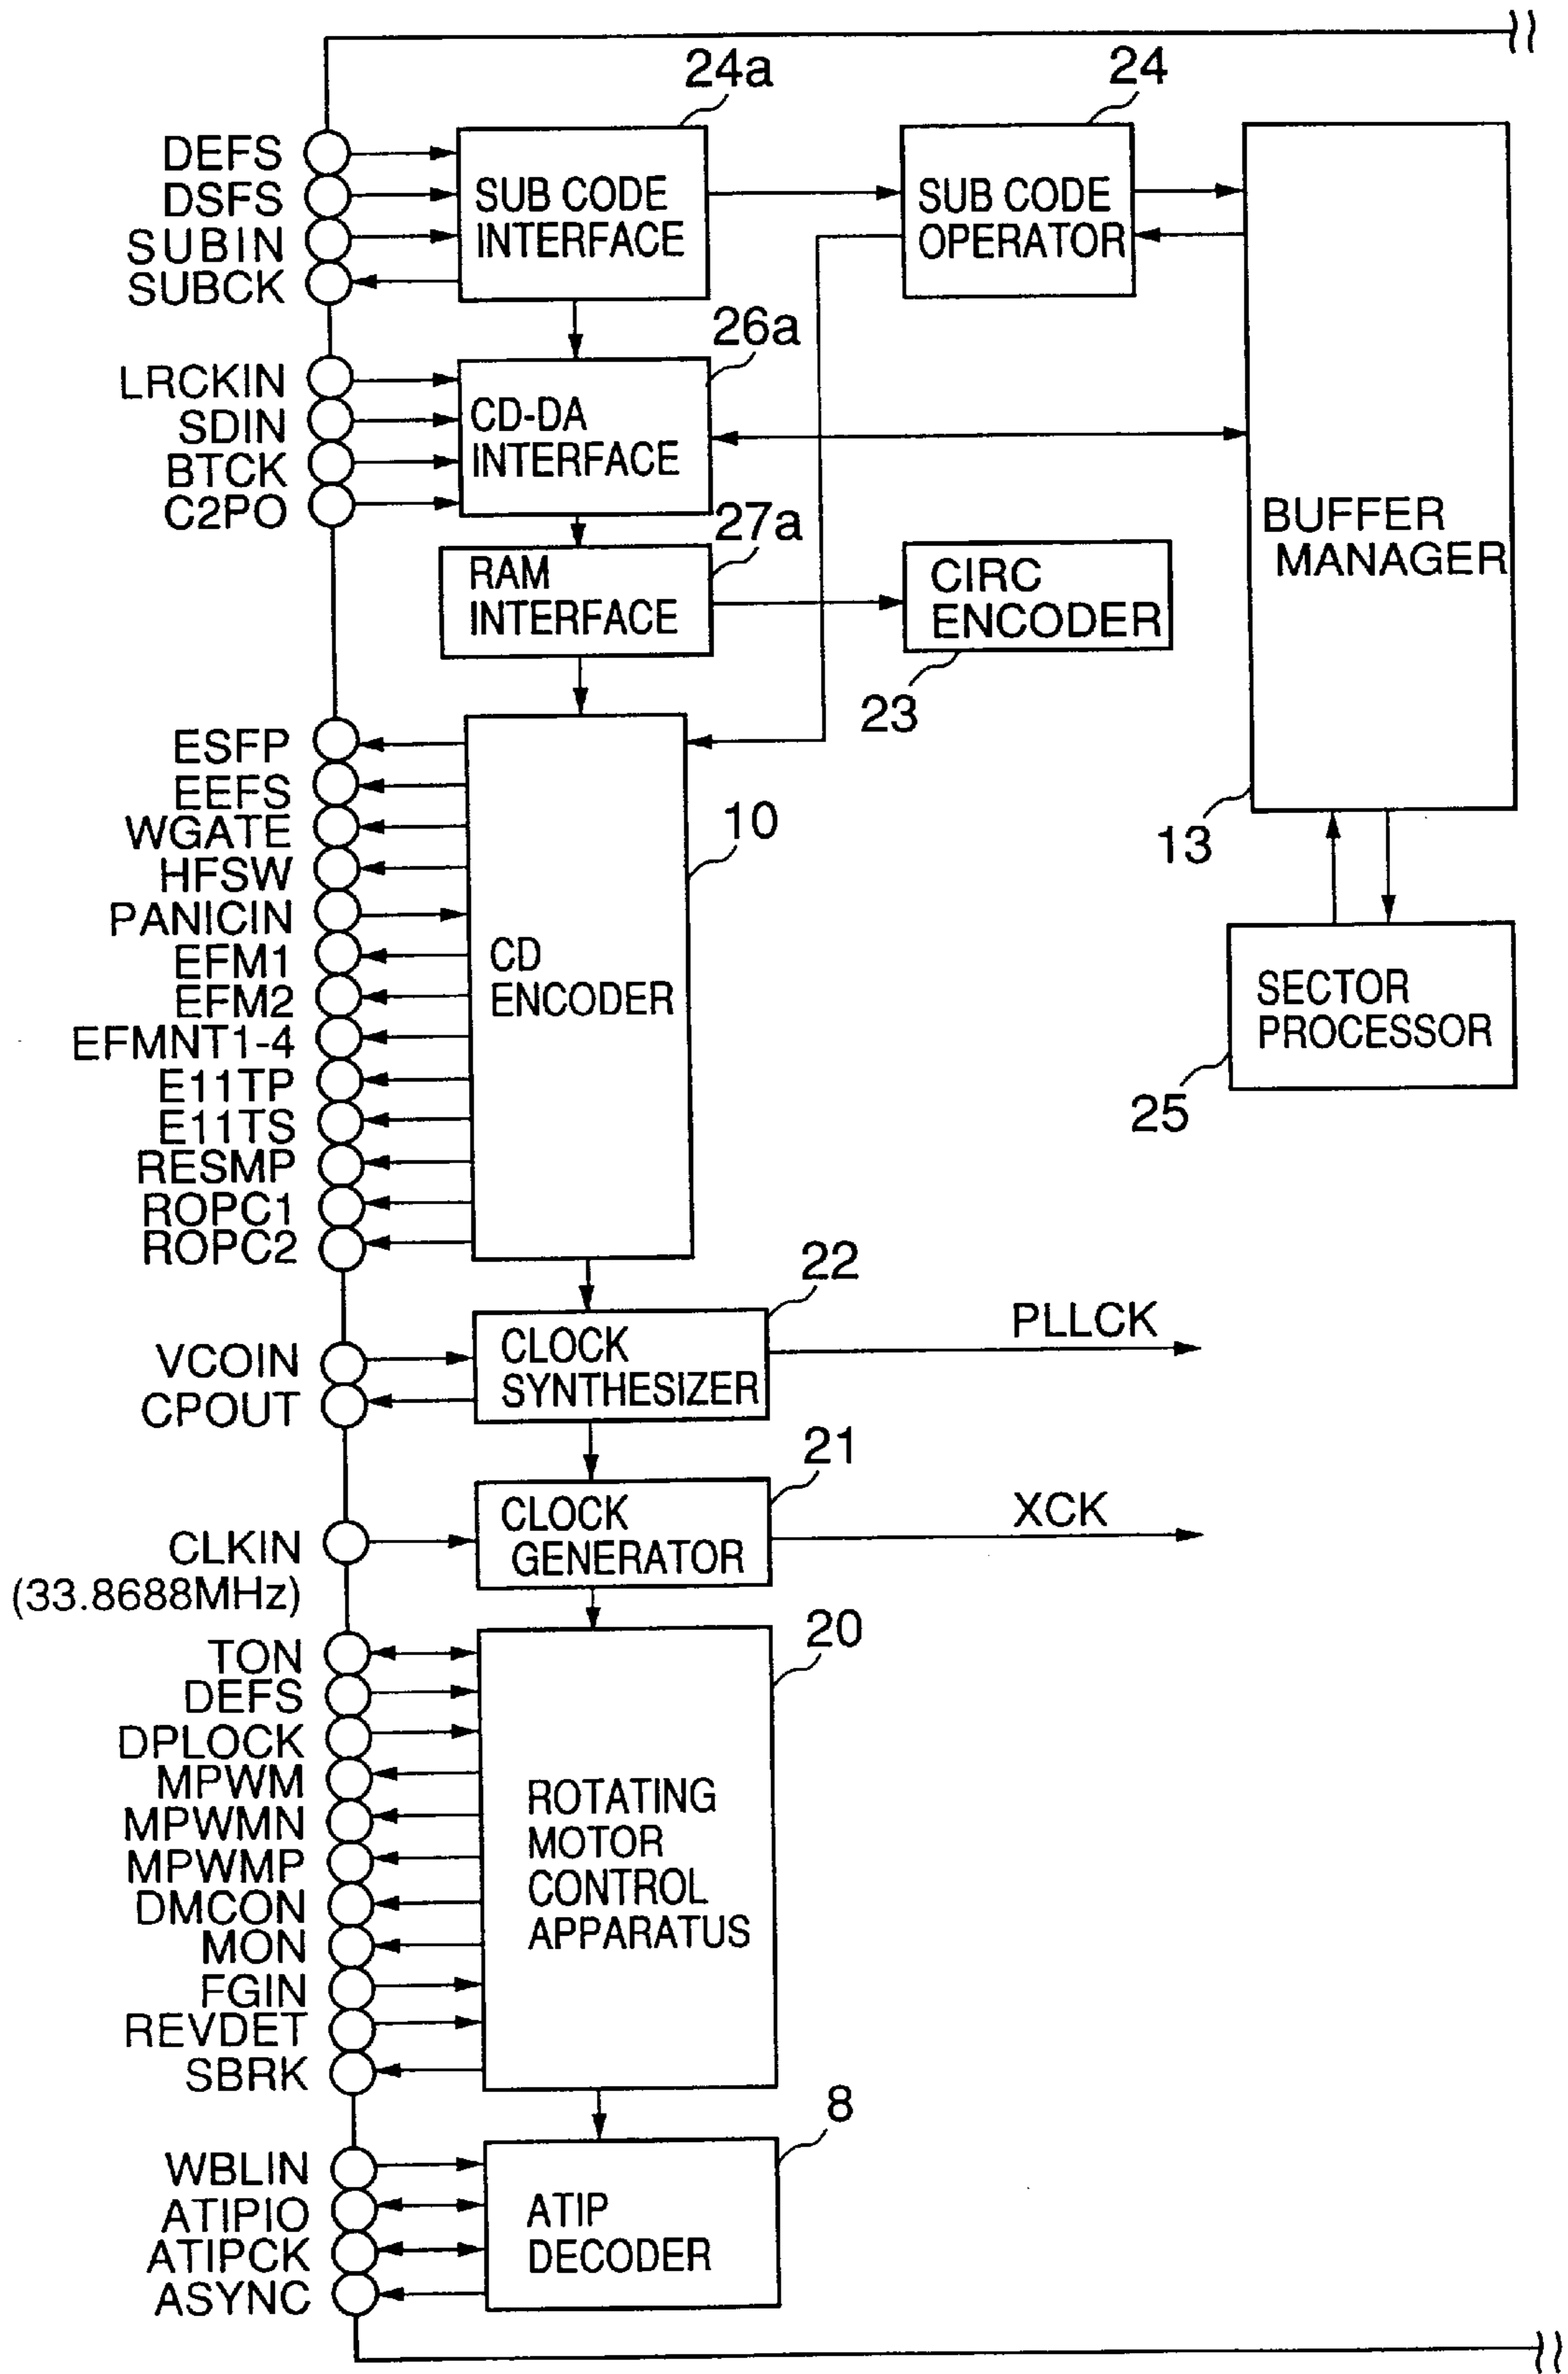 24a
24
DEFS
DSFS
SUBIN
SUBCK
SUB CODE
INTERFACE
SUB CODE
OPERATOR
26a
LRCKIN
SDIN
BTCK
C2PO
CD-DA
INTERFACE
BUFFER
MANAGER
27a
RAM
INTERFACE
CIRC
ENCODER
23
ESFP
EEFS
WGATE
HFSW
PANICIN
EFM1
EFM2
EFMNT1-4
E11TP
E11TS
RESMP
ROPC1
ROPC2
10
CD
ENCODER
13
SECTOR
PROCESSOR
25
22
VCOIN
CPOUT
CLOCK
SYNTHESIZER
PLLCK
21
CLKIN
(33.8688MHz)
CLOCK
GENERATOR
XCK
20
TON
DEFS
DPLOCK
MPWM
MPWMN
MPWMP
DMCON
MON
FGIN
REVDET
SBRK
ROTATING
MOTOR
CONTROL
APPARATUS
8
WBLIN
ATIPIO
ATIPCK
ASYNC
ATIP
DECODER